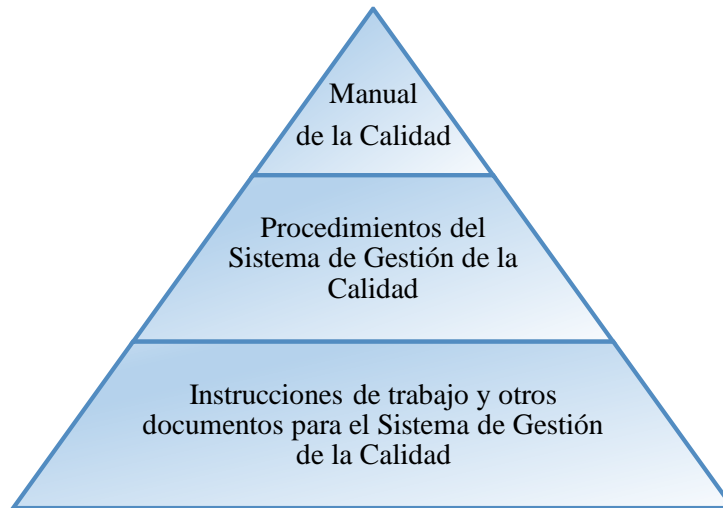 Manual
de la Calidad
Procedimientos del
Sistema de Gestión de la
Calidad
Instrucciones de trabajo y otros
documentos para el Sistema de Gestión
de la Calidad